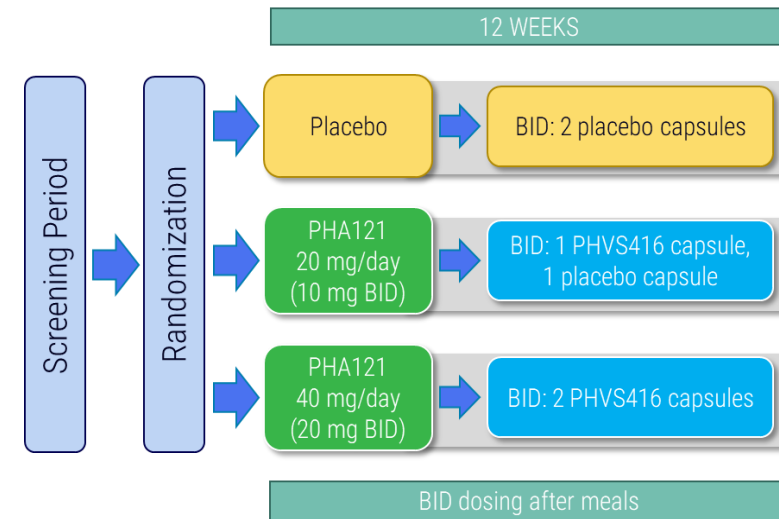 12 WEEKS
Screening Period
Randomization
Placebo
BID: 2 placebo capsules
PHA121
20 mg/day
(10 mg BID)
BID: 1 PHVS416 capsule,
1 placebo capsule
PHA121
40 mg/day
(20 mg BID)
BID: 2 PHVS416 capsules
BID dosing after meals